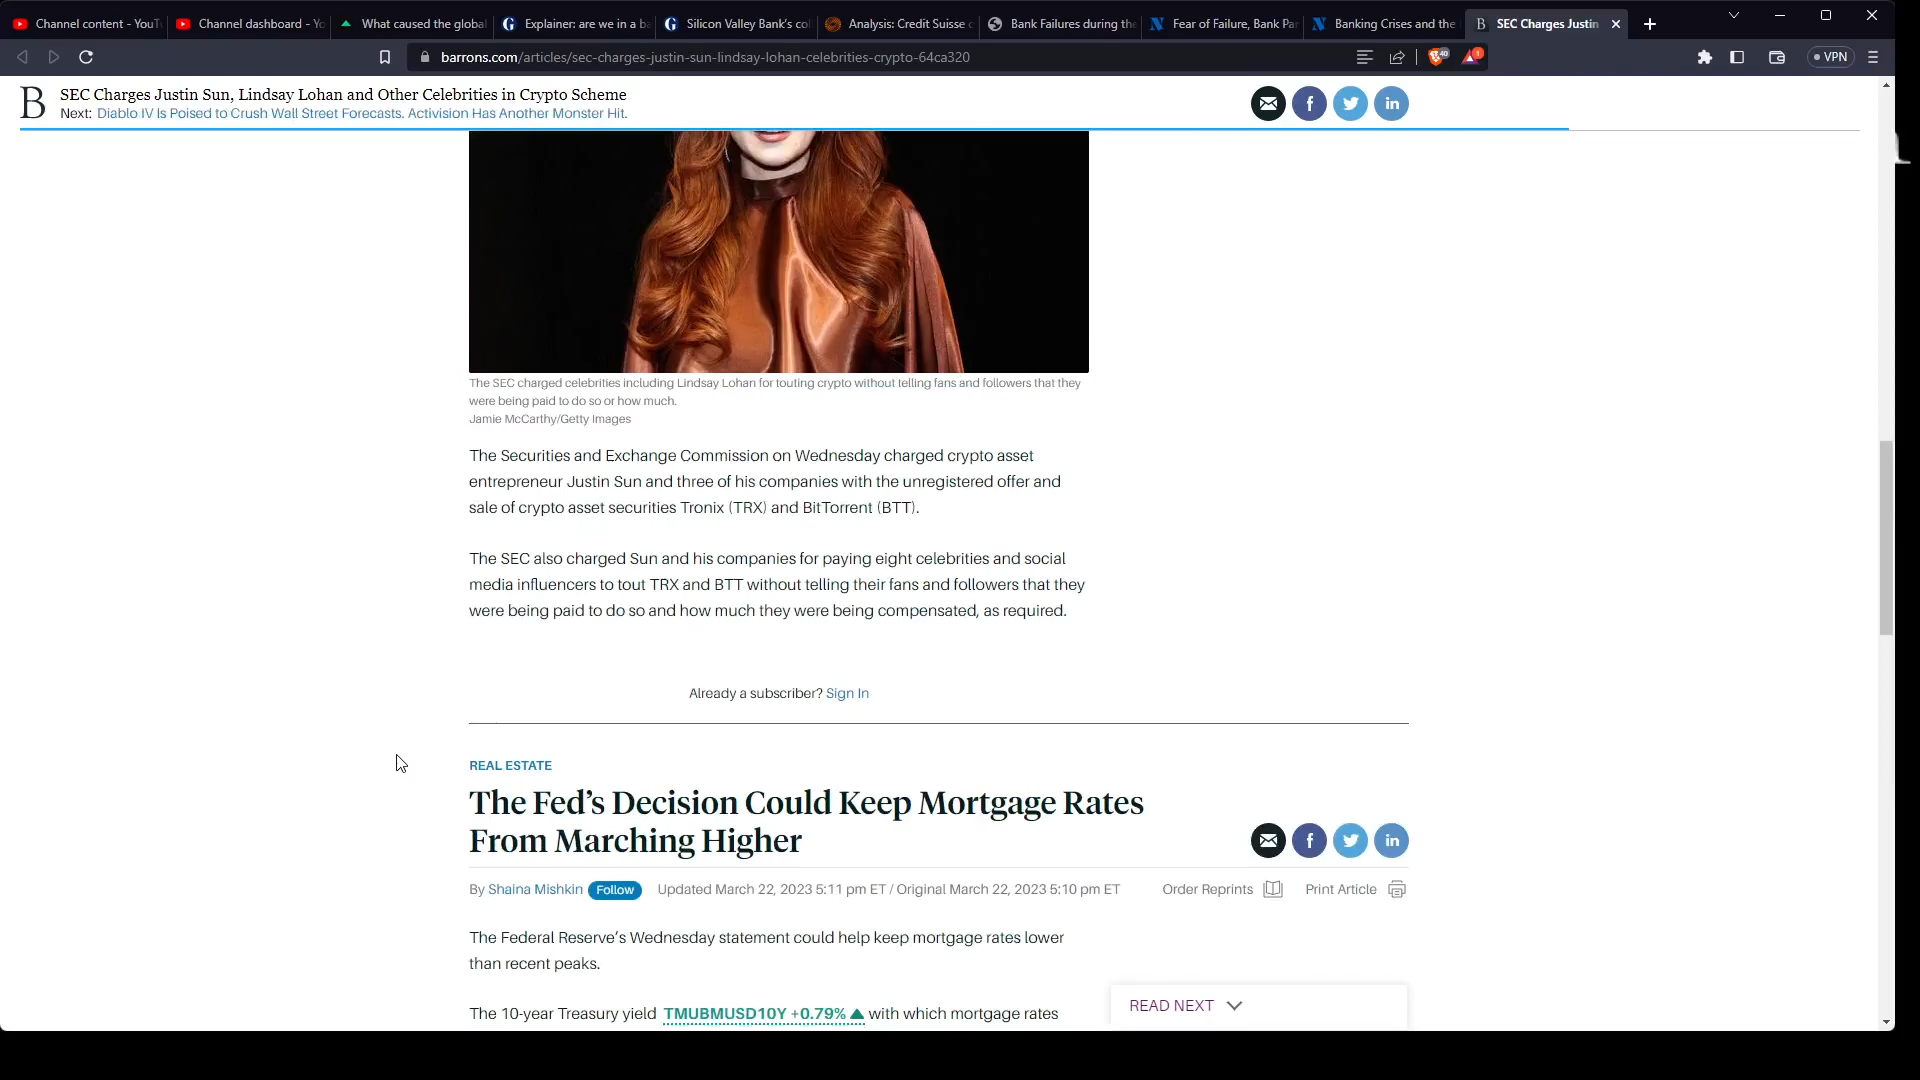 Channel content - YouT
Channel dashboard - Yo
What caused the global
Explainer: are we in a ba
Silicon Valley Bank's col
Analysis: Credit Suisse c
Bank Failures during the
Fear of Failure, Bank Pa
Banking Crises and the
B SEC Charges Justin
barrons.com/articles/sec-charges-justin-sun-lindsay-lohan-celebrities-crypto-64ca320
40
1
VPN
B
SEC Charges Justin Sun, Lindsay Lohan and Other Celebrities in Crypto Scheme
Next: Diablo IV Is Poised to Crush Wall Street Forecasts. Activision Has Another Monster Hit.
The SEC charged celebrities including Lindsay Lohan for touting crypto without telling fans and followers that they
were being paid to do so or how much.
Jamie McCarthy/Getty Images
The Securities and Exchange Commission on Wednesday charged crypto asset
entrepreneur Justin Sun and three of his companies with the unregistered offer and
sale of crypto asset securities Tronix (TRX) and BitTorrent (BTT).
The SEC also charged Sun and his companies for paying eight celebrities and social
media influencers to tout TRX and BTT without telling their fans and followers that they
were being paid to do so and how much they were being compensated, as required.
Already a subscriber? Sign In
REAL ESTATE
The Fed's Decision Could Keep Mortgage Rates
From Marching Higher
By Shaina Mishkin Follow Updated March 22, 2023 5:11 pm ET / Original March 22, 2023 5:10 pm ET
Order Reprints
Print Article
The Federal Reserve's Wednesday statement could help keep mortgage rates lower
than recent peaks.
The 10-year Treasury yield TMUBMUSD10Y +0.79% with which mortgage rates
READ NEXT